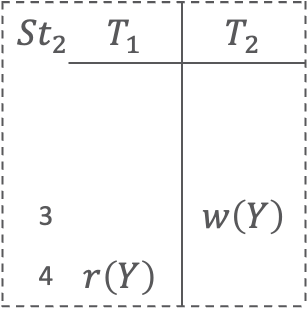 St₂ T₁ T₂
3 w(Y)
4 r(Y)